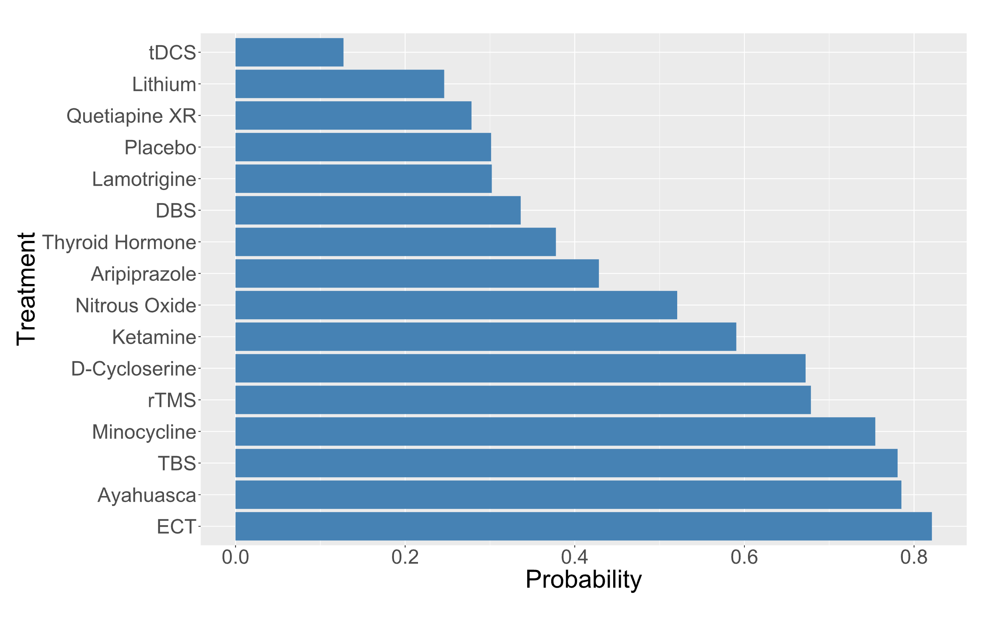 Treatment
tDCS
Lithium
Quetiapine XR
Placebo
Lamotrigine
DBS
Thyroid Hormone
Aripiprazole
Nitrous Oxide
Ketamine
D-Cycloserine
rTMS
Minocycline
TBS
Ayahuasca
ECT
0.0 0.2 0.4 0.6 0.8
Probability